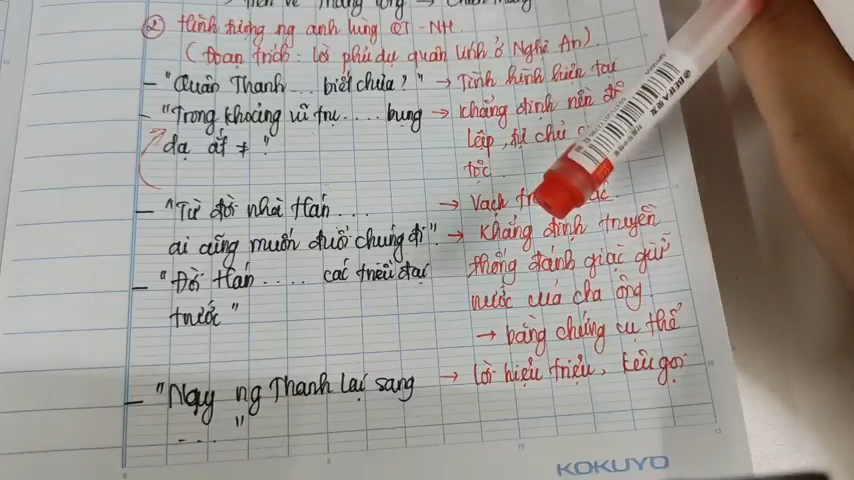 ② Hình tượng ng anh hùng QT - NH
(Đoạn trích: lời phủ dụ quân lính ở Nghệ An)
- "Quân Thanh ... biết chưa?" → Tình hình hiện tại
- "Trong khoảng vũ trụ .... bụng dạ ắt ≠" → Khẳng định nền
lập, tự chủ
tộc
- "Từ đời nhà Hán ... → Vạch
ai cũng muốn đuổi chúng đi". → Khẳng định truyền
- "Đời Hán .... các triều đại thống đánh giặc giữ
trước" nước của cha ông
→ bằng chứng cụ thể
- "Nay ng Thanh lại sang → lời hiệu triệu, kêu gọi
...."
KOKUYO